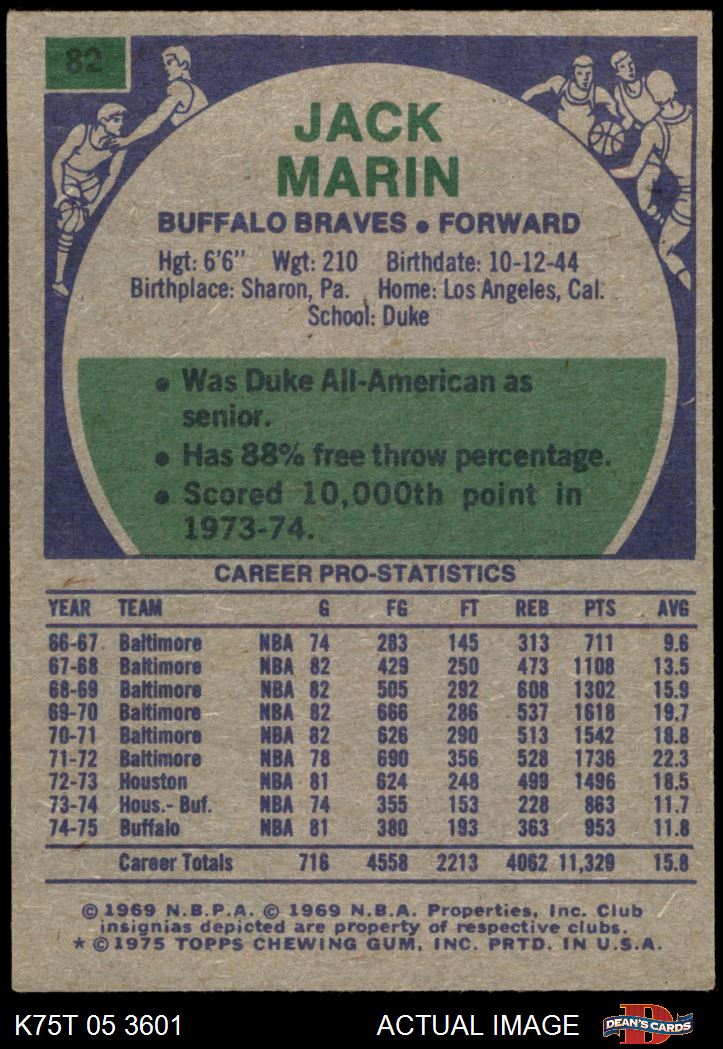 82
JACK
MARIN
BUFFALO BRAVES • FORWARD
Hgt: 6'6" Wgt: 210 Birthdate: 10-12-44
Birthplace: Sharon, Pa. Home: Los Angeles, Cal.
School: Duke
• Was Duke All-American as
senior.
• Has 88% free throw percentage.
• Scored 10,000th point in
1973-74.
CAREER PRO-STATISTICS
YEAR TEAM G FG FT REB PTS AVG
66-67 Baltimore NBA 74 283 145 313 711 9.6
67-68 Baltimore NBA 82 429 250 473 1108 13.5
68-69 Baltimore NBA 82 505 292 608 1302 15.9
69-70 Baltimore NBA 82 666 286 537 1618 19.7
70-71 Baltimore NBA 82 626 290 513 1542 18.8
71-72 Baltimore NBA 78 690 356 528 1736 22.3
72-73 Houston NBA 81 624 248 499 1496 18.5
73-74 Hous.- Buf. NBA 74 355 153 228 863 11.7
74-75 Buffalo NBA 81 380 193 363 953 11.8
Career Totals 716 4558 2213 4062 11,329 15.8
© 1969 N.B.P.A. © 1969 N.B.A. Properties, Inc. Club
insignias depicted are property of respective clubs.
* © 1975 TOPPS CHEWING GUM, INC. PRTD. IN U.S.A.
K75T 05 3601 ACTUAL IMAGE D DEAN'S CARDS